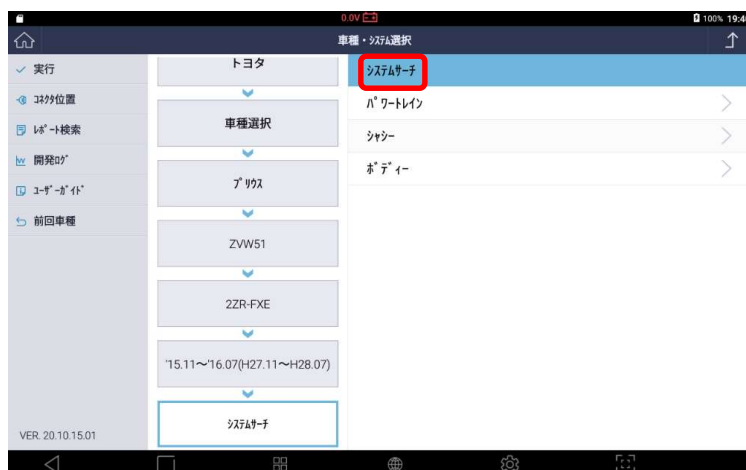 0.0V
100% 19:4
車種・ｼｽﾃﾑ選択
実行
ｺﾈｸﾀ位置
ﾚﾎﾟｰﾄ検索
開発ﾛｸﾞ
ﾕｰｻﾞｰｶﾞｲﾄﾞ
前回車種
VER. 20.10.15.01
トヨタ
車種選択
ﾌﾟﾘｳｽ
ZVW51
2ZR-FXE
'15.11～'16.07(H27.11～H28.07)
ｼｽﾃﾑｻｰﾁ
ｼｽﾃﾑｻｰﾁ
ﾊﾟﾜｰﾄﾚｲﾝ
ｼｬｼｰ
ﾎﾞﾃﾞｨｰ